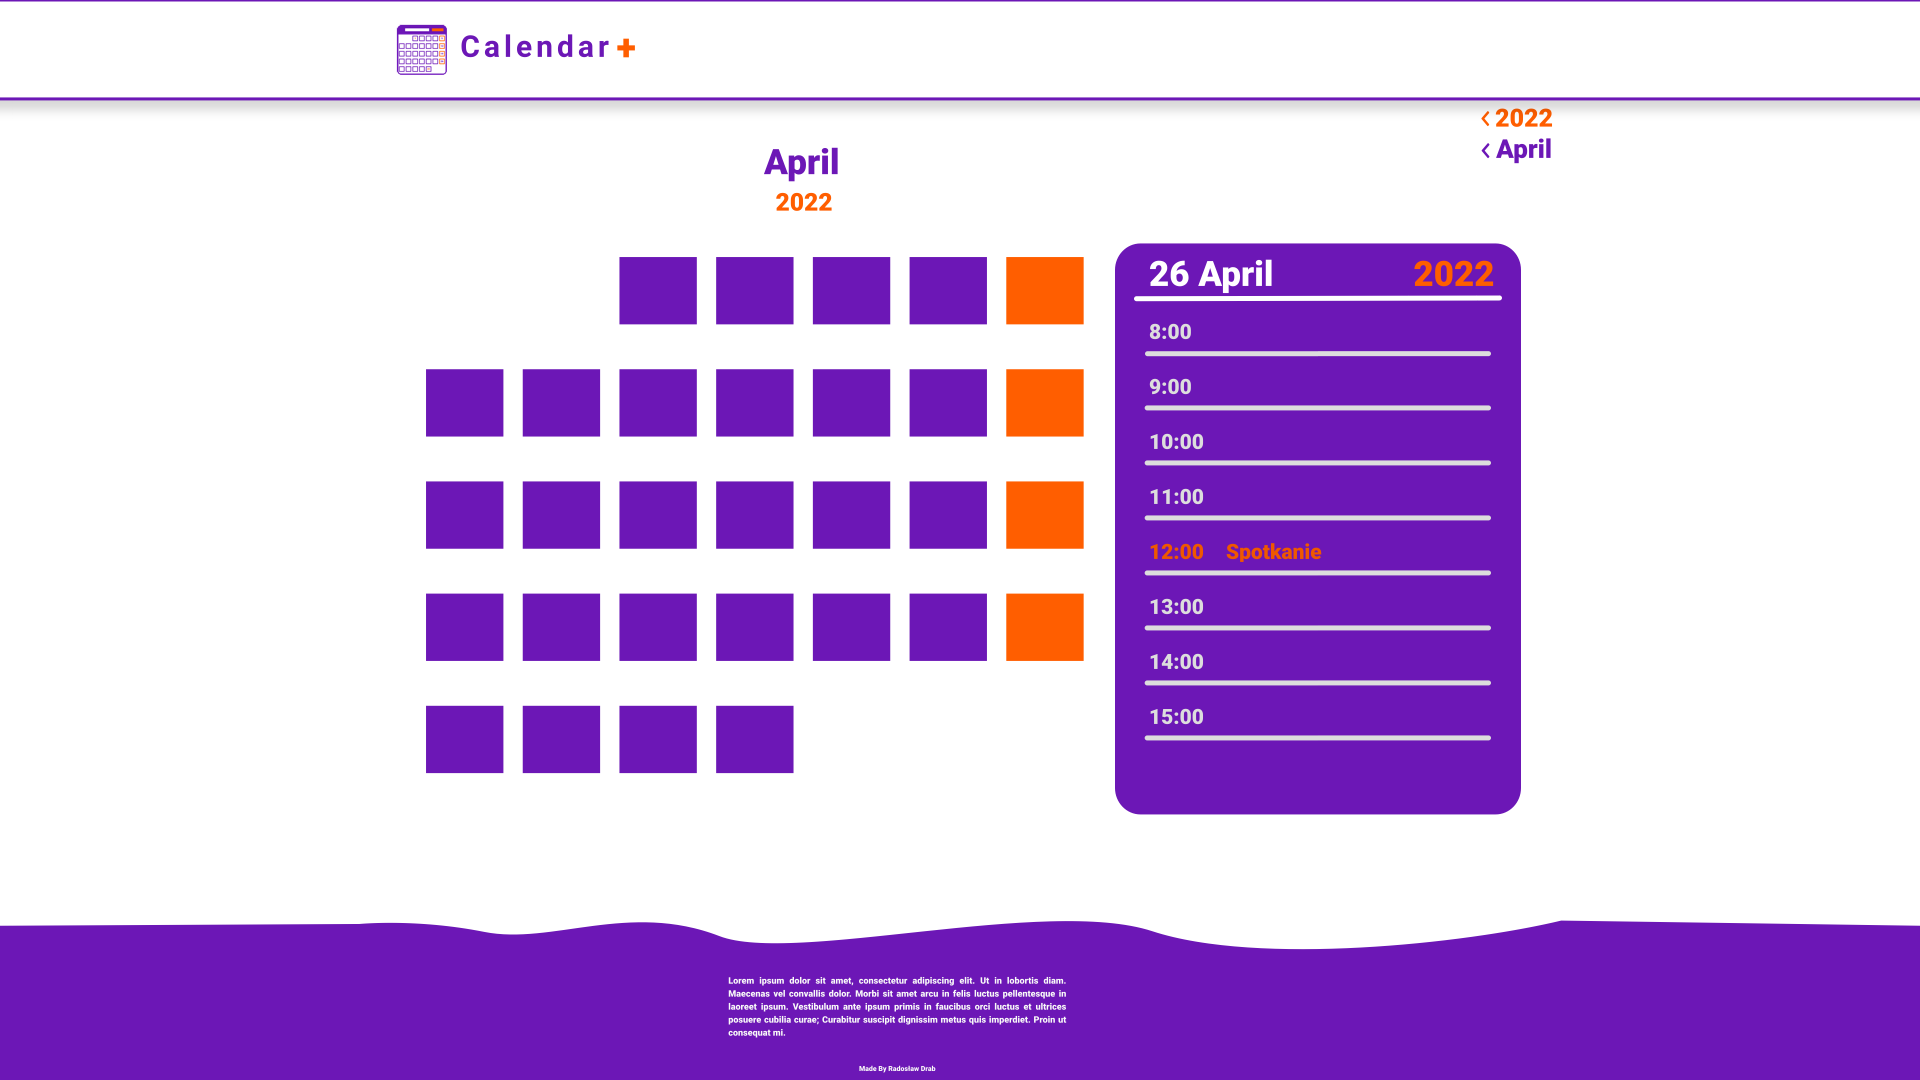 Calendar+
< 2022
< April
April
2022
26 April 2022
8:00
9:00
10:00
11:00
12:00 Spotkanie
13:00
14:00
15:00
Lorem ipsum dolor sit amet, consectetur adipiscing elit. Ut in lobortis diam.
Maecenas vel convallis dolor. Morbi sit amet arcu in felis luctus pellentesque in
laoreet ipsum. Vestibulum ante ipsum primis in faucibus orci luctus et ultrices
posuere cubilia curae; Curabitur suscipit dignissim metus quis imperdiet. Proin ut
consequat mi.
Made By Radosław Drab